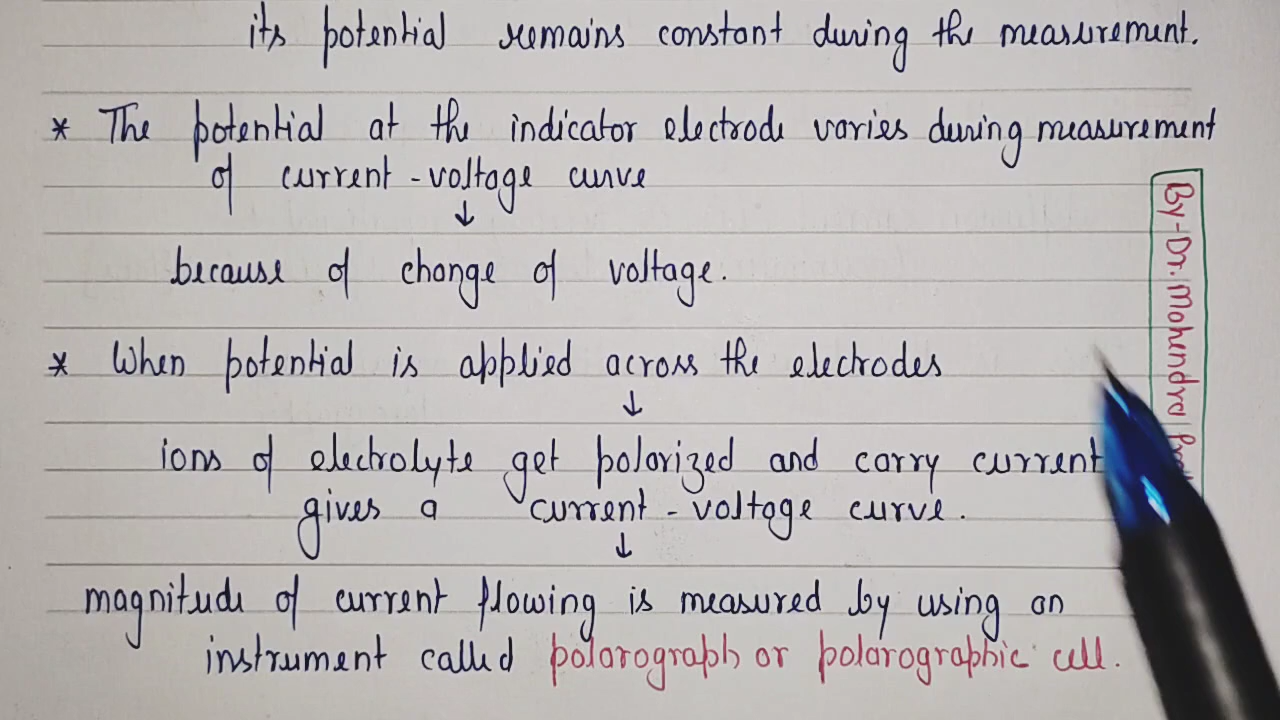 its potential remains constant during the measurement.
* The potential at the indicator electrode varies during measurement
of current - voltage curve
↓
because of change of voltage.
* When potential is applied across the electrodes
↓
ions of electrolyte get polarized and carry current
gives a current - voltage curve.
↓
magnitude of current flowing is measured by using an
instrument called polarograph or polarographic cell.
By - Dr. Mahendra